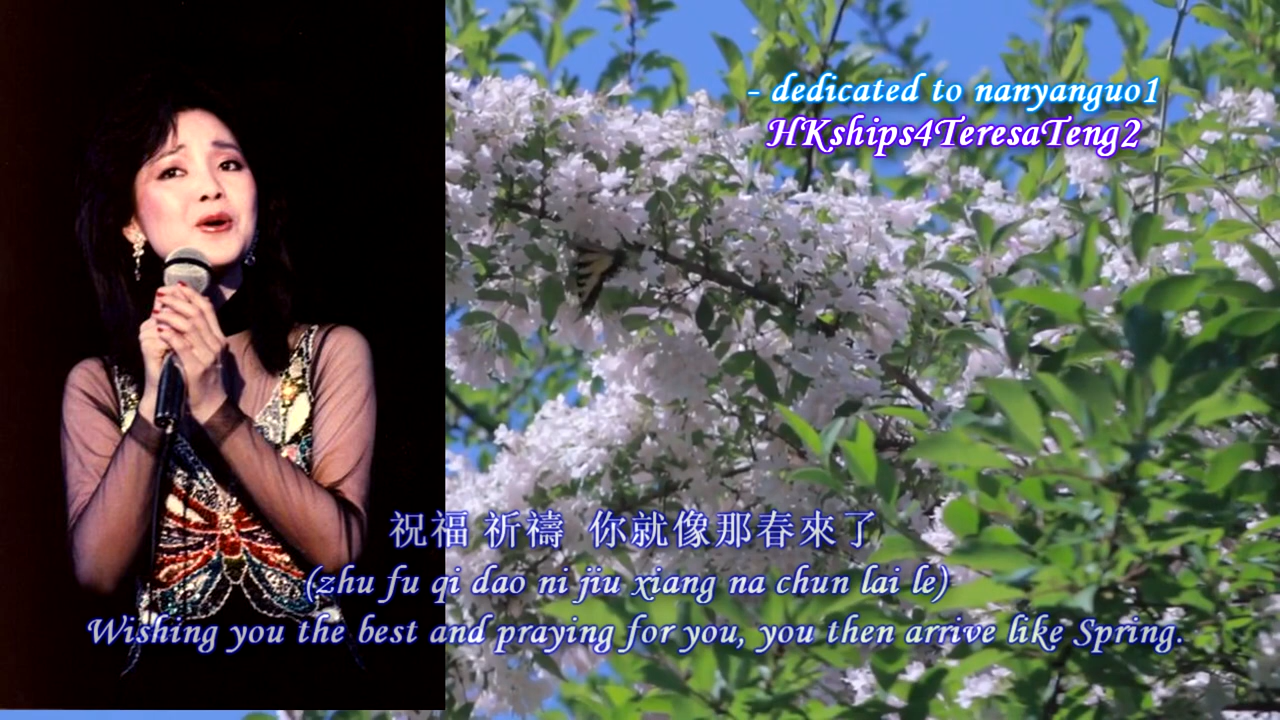 - dedicated to nanyanguo1
HKships4TeresaTeng2
祝福 祈禱 你就像那春來了
(zhu fu qi dao ni jiu xiang na chun lai le)
Wishing you the best and praying for you, you then arrive like Spring.